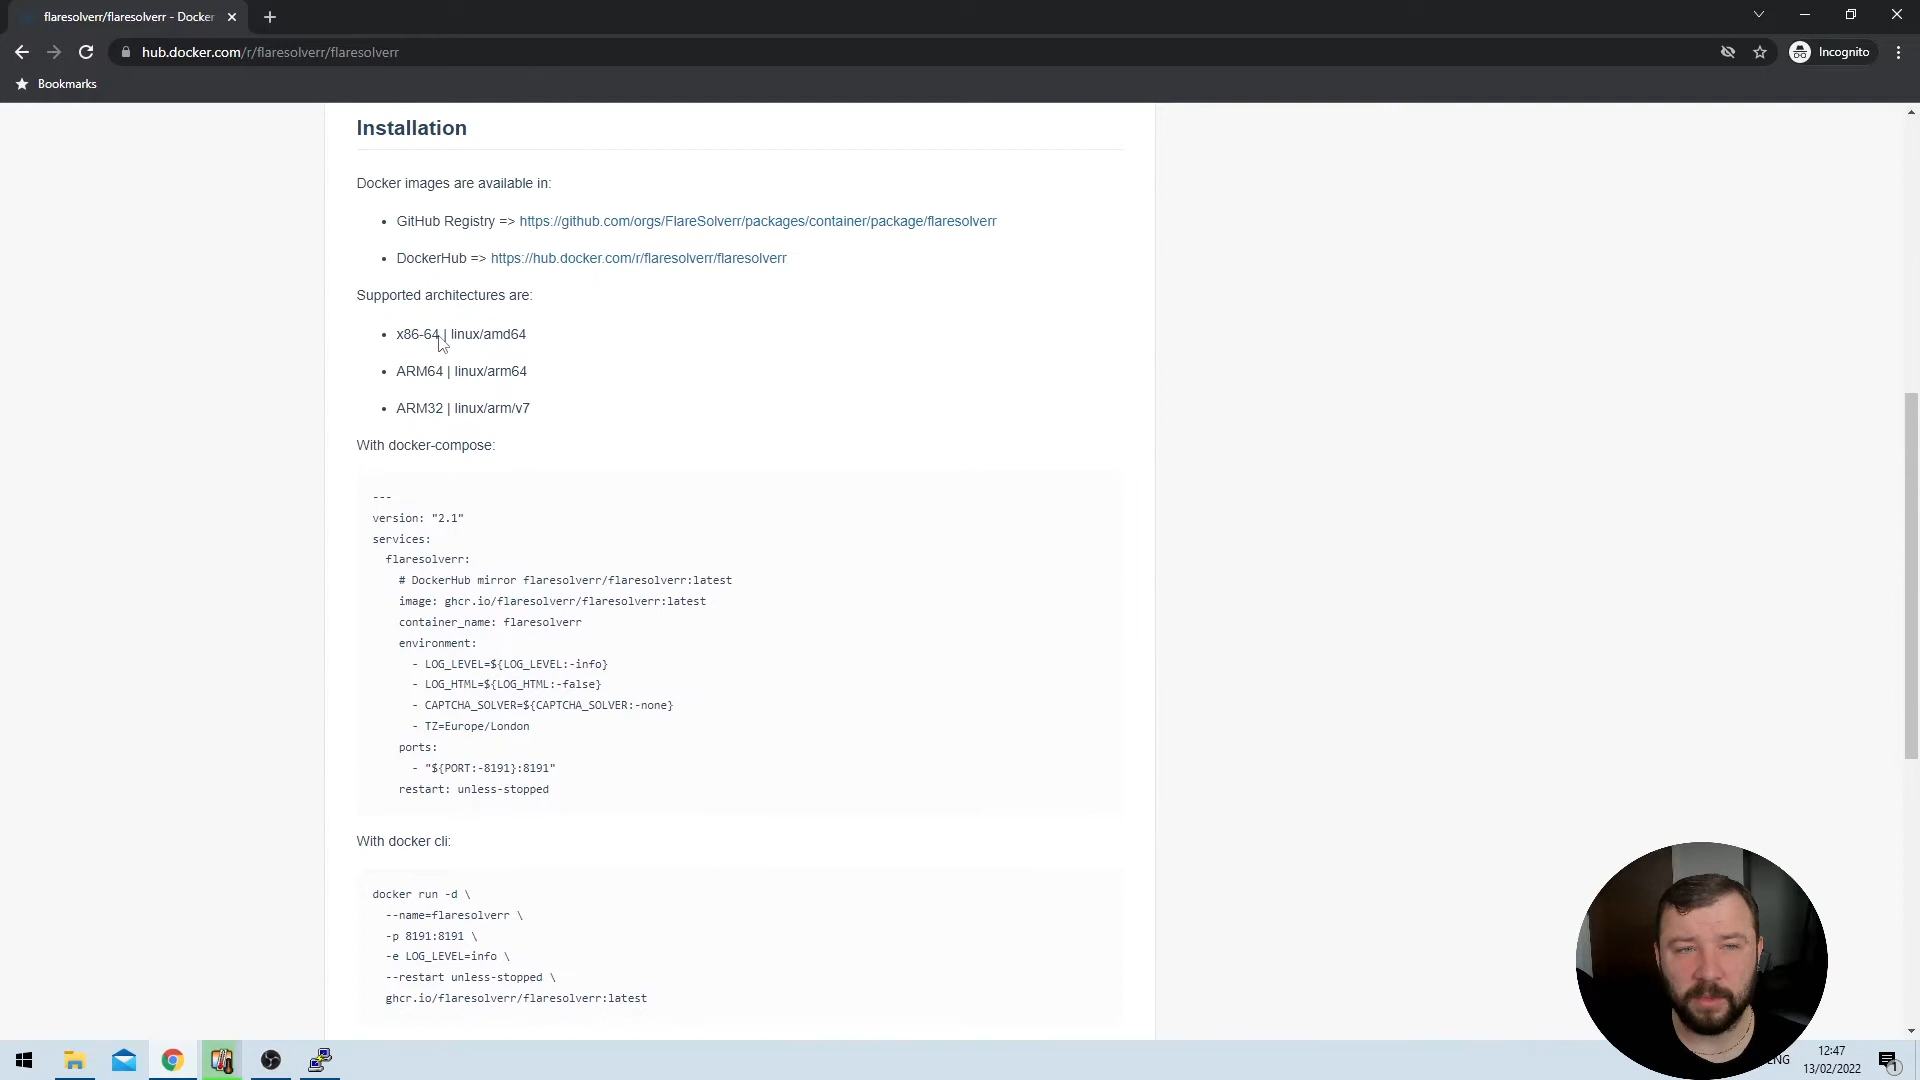 flaresolverr/flaresolverr - Docker
hub.docker.com/r/flaresolverr/flaresolverr
Incognito
Bookmarks
Installation
Docker images are available in:
• GitHub Registry => https://github.com/orgs/FlareSolverr/packages/container/package/flaresolverr
• DockerHub => https://hub.docker.com/r/flaresolverr/flaresolverr
Supported architectures are:
• x86-64 | linux/amd64
• ARM64 | linux/arm64
• ARM32 | linux/arm/v7
With docker-compose:
---
version: "2.1"
services:
  flaresolverr:
    # DockerHub mirror flaresolverr/flaresolverr:latest
    image: ghcr.io/flaresolverr/flaresolverr:latest
    container_name: flaresolverr
    environment:
      - LOG_LEVEL=${LOG_LEVEL:-info}
      - LOG_HTML=${LOG_HTML:-false}
      - CAPTCHA_SOLVER=${CAPTCHA_SOLVER:-none}
      - TZ=Europe/London
    ports:
      - "${PORT:-8191}:8191"
    restart: unless-stopped
With docker cli:
docker run -d \
  --name=flaresolverr \
  -p 8191:8191 \
  -e LOG_LEVEL=info \
  --restart unless-stopped \
  ghcr.io/flaresolverr/flaresolverr:latest
ENG
12:47
13/02/2022
1